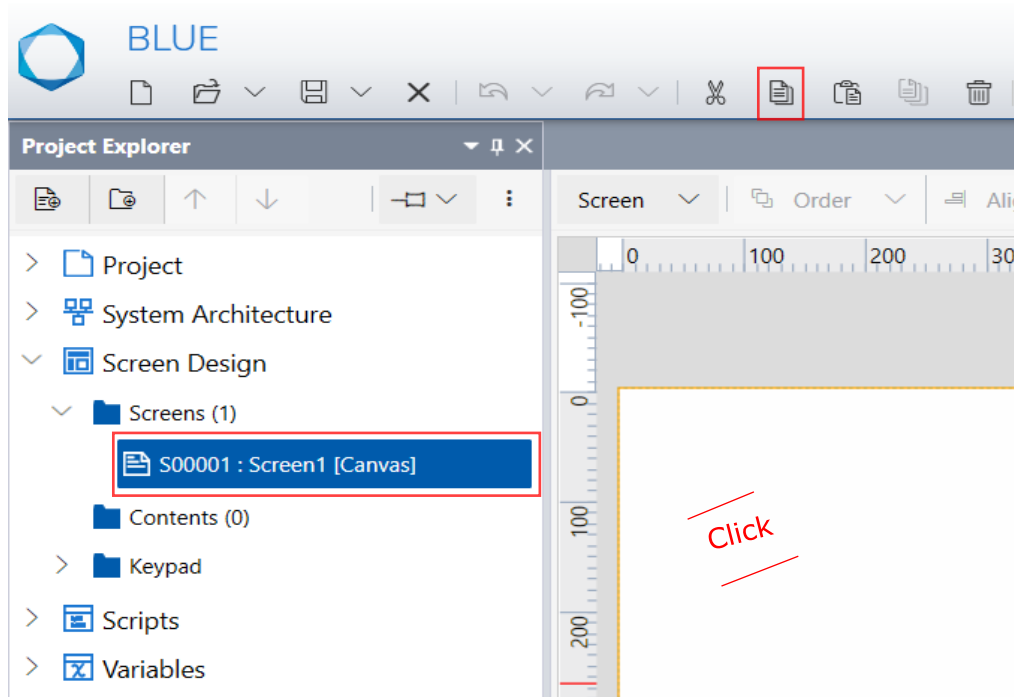 BLUE
Project Explorer
Screen
Order
Ali
Project
System Architecture
Screen Design
Screens (1)
S00001 : Screen1 [Canvas]
Contents (0)
Keypad
Scripts
Variables
0
100
200
30
-100
0
100
200
Click